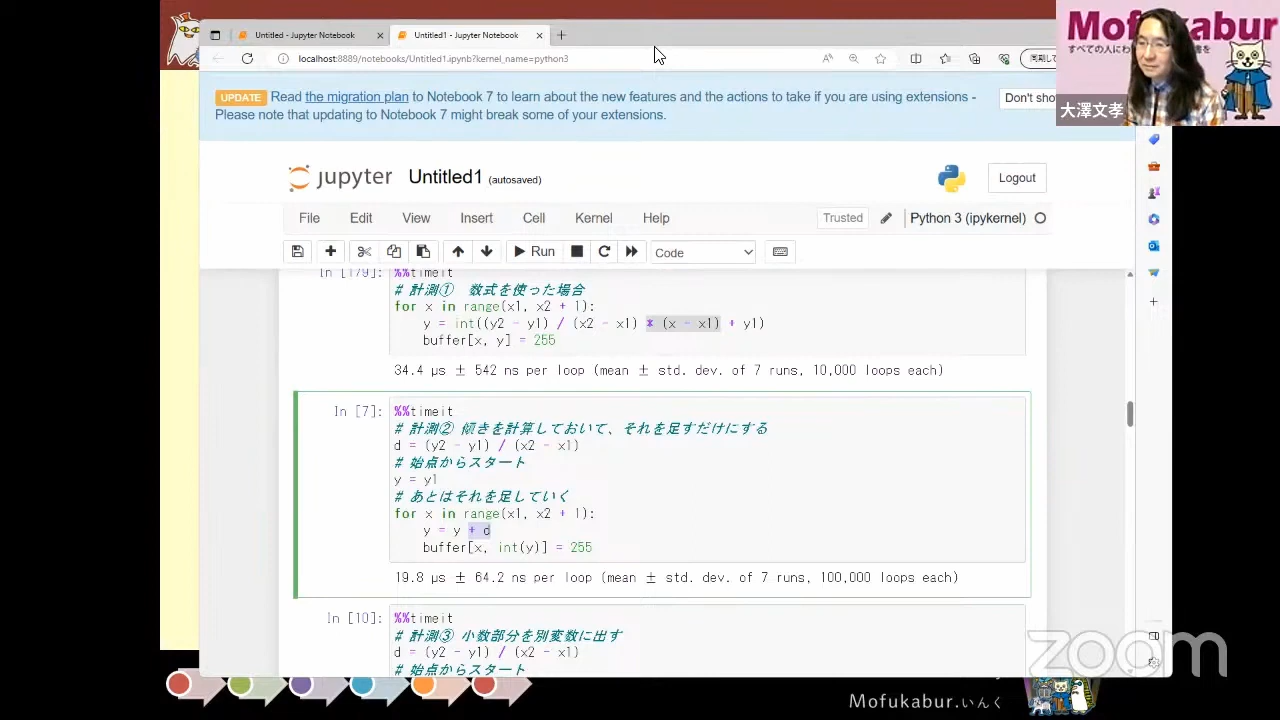 Untitled - Jupyter Notebook
Untitled1 - Jupyter Notebook
localhost:8889/notebooks/Untitled1.ipynb?kernel_name=python3
Mofukabur
大澤文孝
UPDATE Read the migration plan to Notebook 7 to learn about the new features and the actions to take if you are using extensions - Don't sho
Please note that updating to Notebook 7 might break some of your extensions.
jupyter Untitled1 (autosaved) Logout
File Edit View Insert Cell Kernel Help Trusted Python 3 (ipykernel)
Run Code
In [179]: %%timeit
# 計測① 数式を使った場合
for x in range(x1, x2 + 1):
y = int((y2 - y1) / (x2 - x1) * (x - x1) + y1)
buffer[x, y] = 255
34.4 µs ± 542 ns per loop (mean ± std. dev. of 7 runs, 10,000 loops each)
In [7]: %%timeit
# 計測② 傾きを計算しておいて、それを足すだけにする
d = (y2 - y1) / (x2 - x1)
# 始点からスタート
y = y1
# あとはそれを足していく
for x in range(x1, x2 + 1):
y = y + d
buffer[x, int(y)] = 255
19.8 µs ± 64.2 ns per loop (mean ± std. dev. of 7 runs, 100,000 loops each)
In [10]: %%timeit
# 計測③ 小数部分を別変数に出す
d = (y2 - y1) / (x2 - x1)
# 始点からスタート
zoom
Mofukabur.いんく